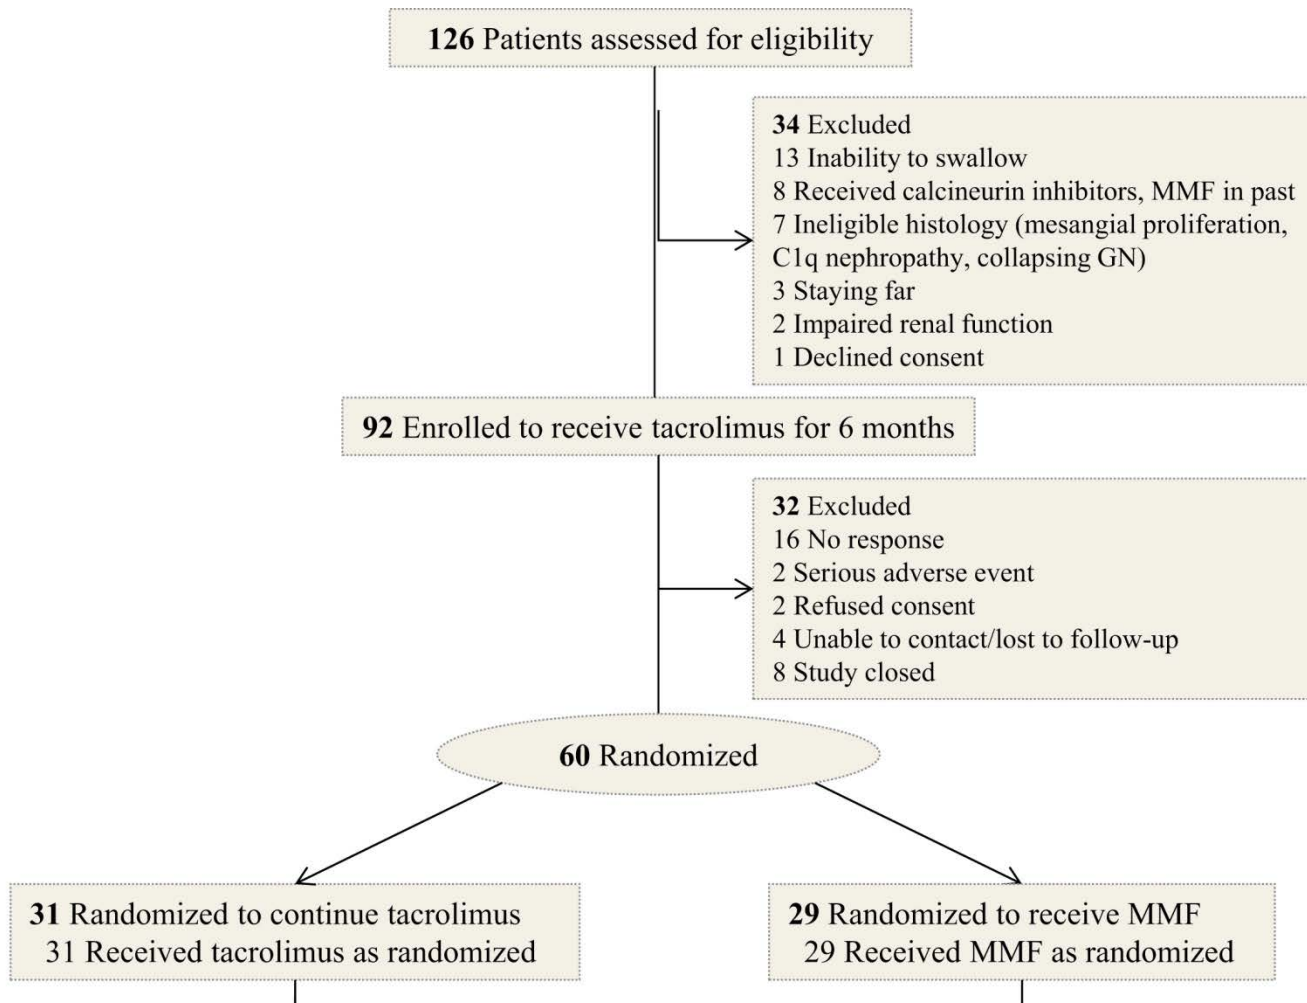 126 Patients assessed for eligibility
34 Excluded
13 Inability to swallow
8 Received calcineurin inhibitors, MMF in past
7 Ineligible histology (mesangial proliferation,
C1q nephropathy, collapsing GN)
3 Staying far
2 Impaired renal function
1 Declined consent
92 Enrolled to receive tacrolimus for 6 months
32 Excluded
16 No response
2 Serious adverse event
2 Refused consent
4 Unable to contact/lost to follow-up
8 Study closed
60 Randomized
31 Randomized to continue tacrolimus
31 Received tacrolimus as randomized
29 Randomized to receive MMF
29 Received MMF as randomized